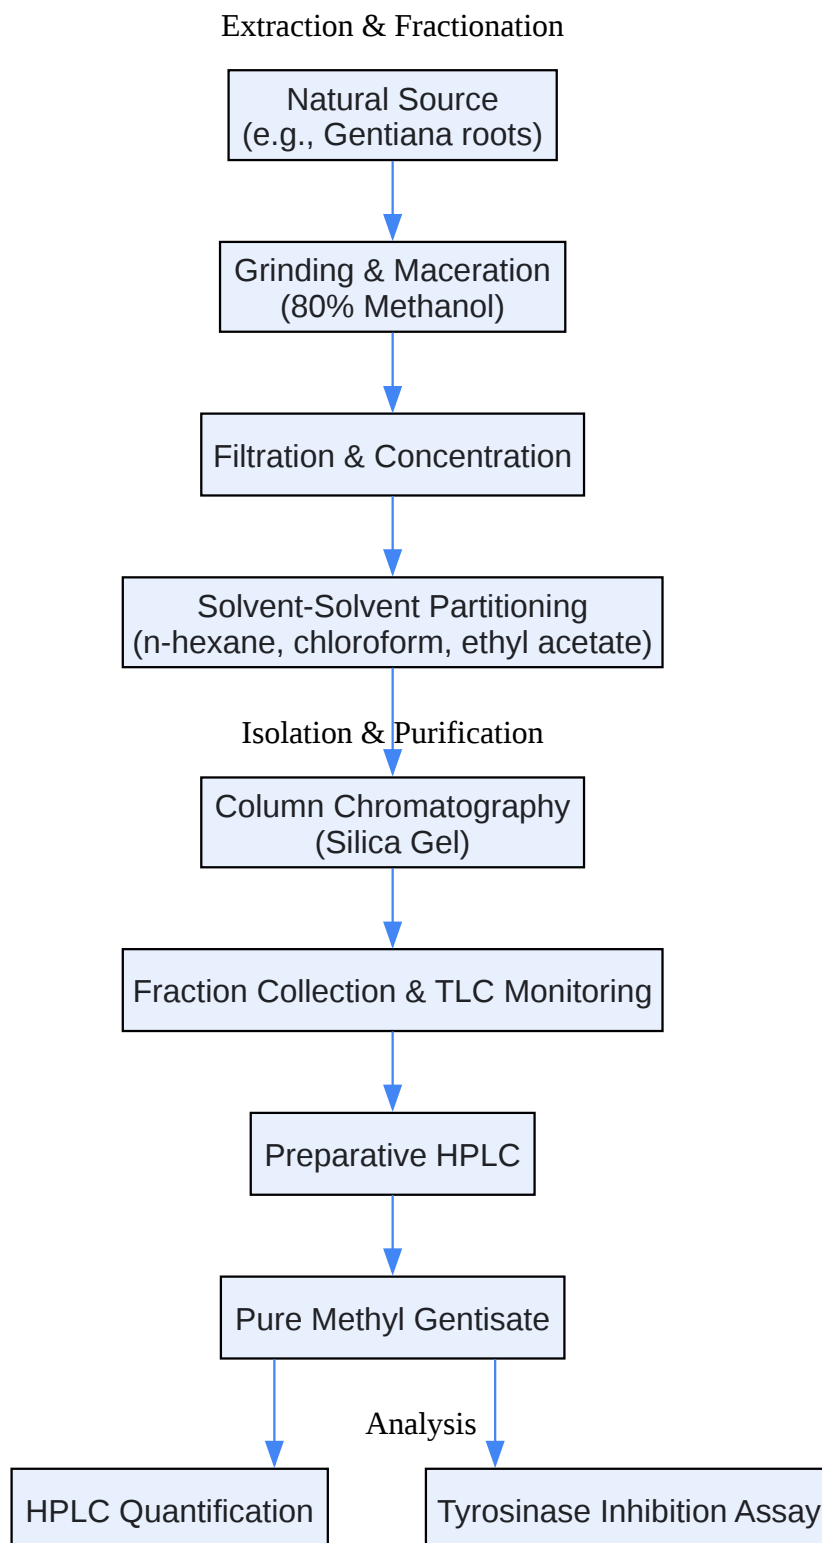 Extraction & Fractionation
Natural Source
(e.g., Gentiana roots)
Grinding & Maceration
(80% Methanol)
Filtration & Concentration
Solvent-Solvent Partitioning
(n-hexane, chloroform, ethyl acetate)
Isolation & Purification
Column Chromatography
(Silica Gel)
Fraction Collection & TLC Monitoring
Preparative HPLC
Pure Methyl Gentisate
Analysis
HPLC Quantification
Tyrosinase Inhibition Assay